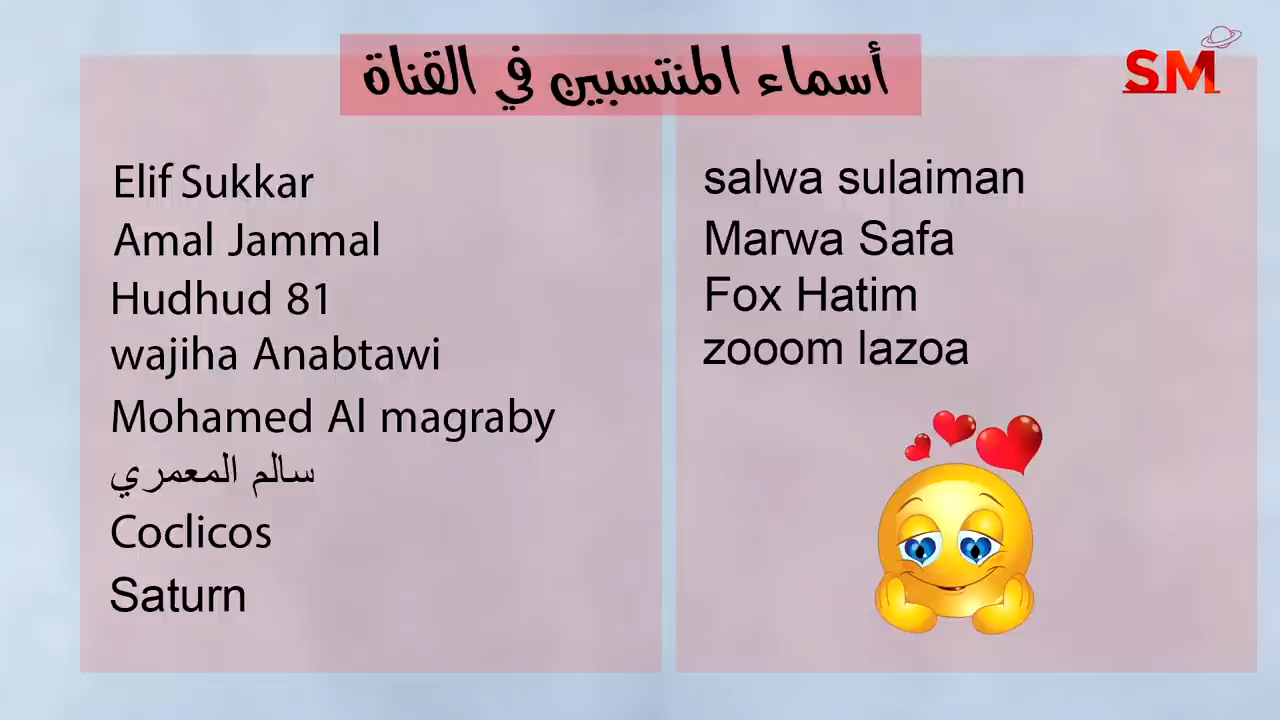 أسماء المنتسبين في القناة
SM
Elif Sukkar
Amal Jammal
Hudhud 81
wajiha Anabtawi
Mohamed Al magraby
سالم المعمري
Coclicos
Saturn
salwa sulaiman
Marwa Safa
Fox Hatim
zooom lazoa